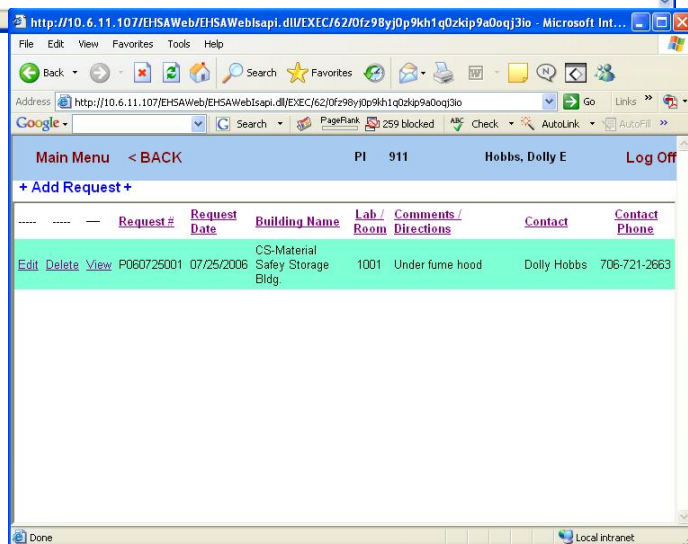 http://10.6.11.107/EHSAWeb/EHSAWebIsapi.dll/EXEC/62/0fz98yj0p9kh1q0zkip9a0oqj3io - Microsoft Int...
File Edit View Favorites Tools Help
Back Search Favorites
Address http://10.6.11.107/EHSAWeb/EHSAWebIsapi.dll/EXEC/62/0fz98yj0p9kh1q0zkip9a0oqj3io Go Links »
Google Search PageRank 259 blocked ABC Check AutoLink AutoFill »
Main Menu < BACK PI 911 Hobbs, Dolly E Log Off
+ Add Request +
----- ----- — Request # Request Date Building Name Lab / Room Comments / Directions Contact Contact Phone
Edit Delete View P060725001 07/25/2006 CS-Material Safey Storage Bldg. 1001 Under fume hood Dolly Hobbs 706-721-2663
Done Local intranet